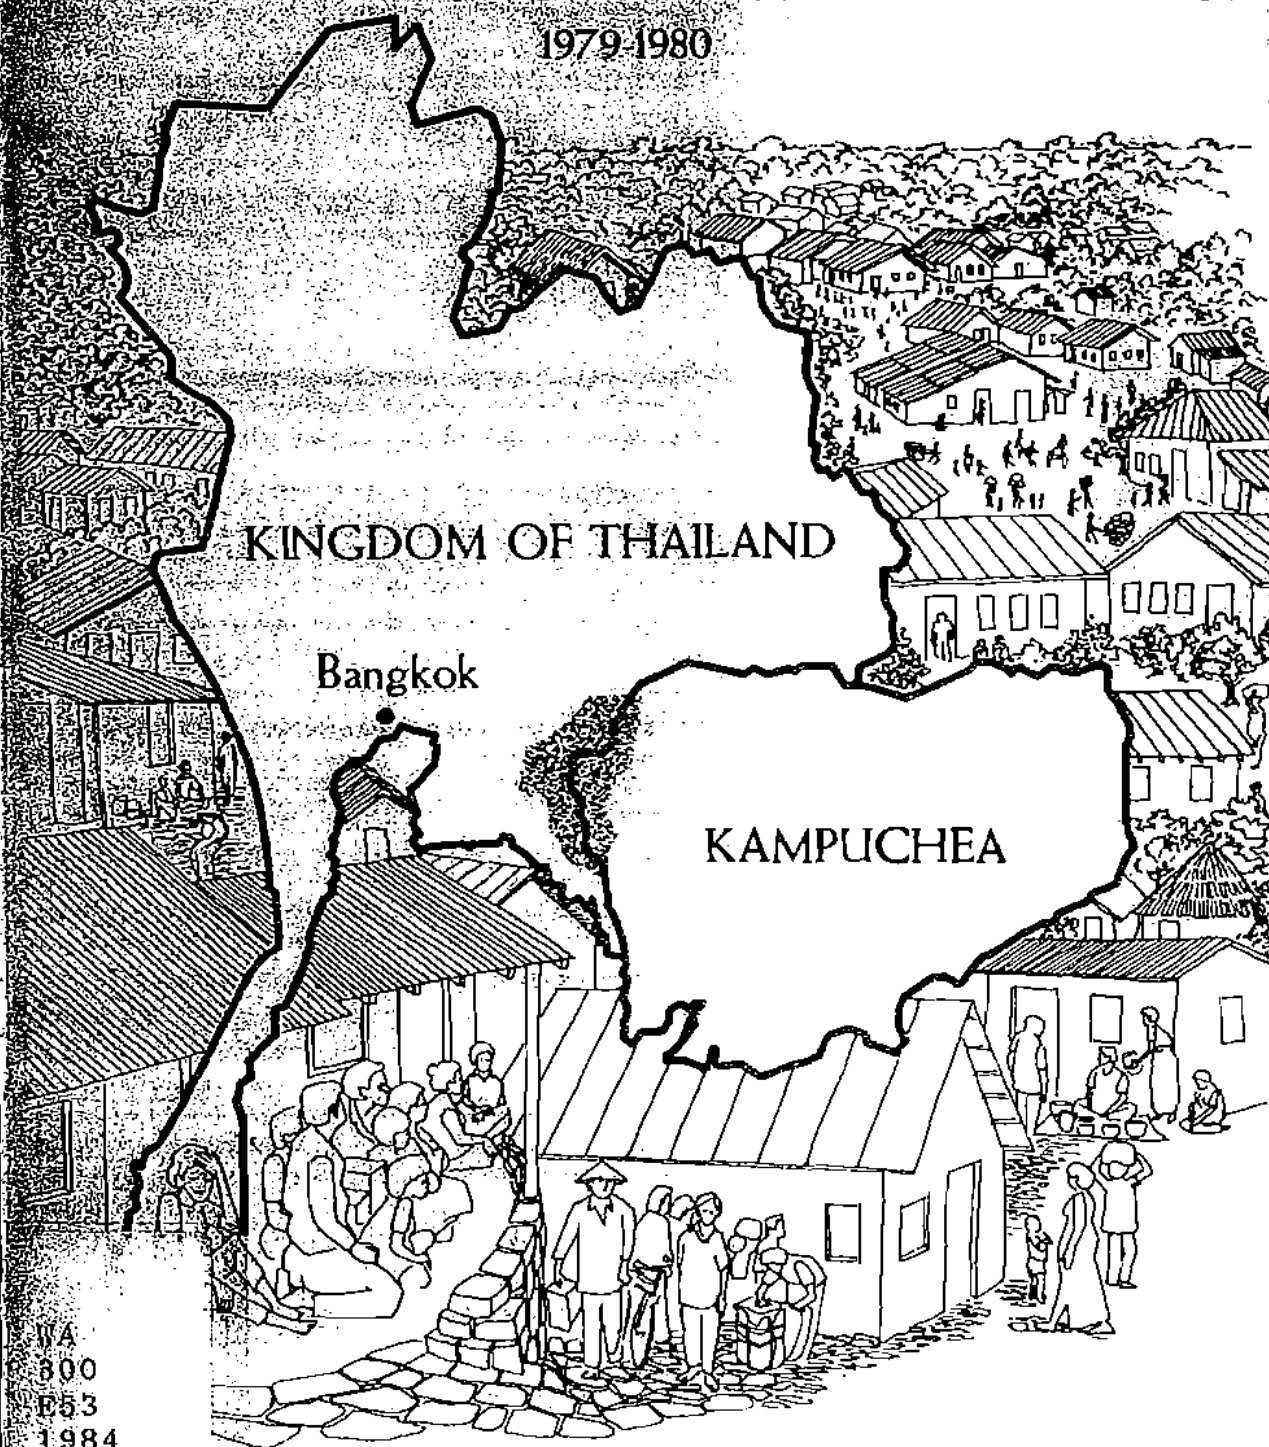 1979-1980
KINGDOM OF THAILAND
Bangkok
KAMPUCHEA
WA
300
E53
1984